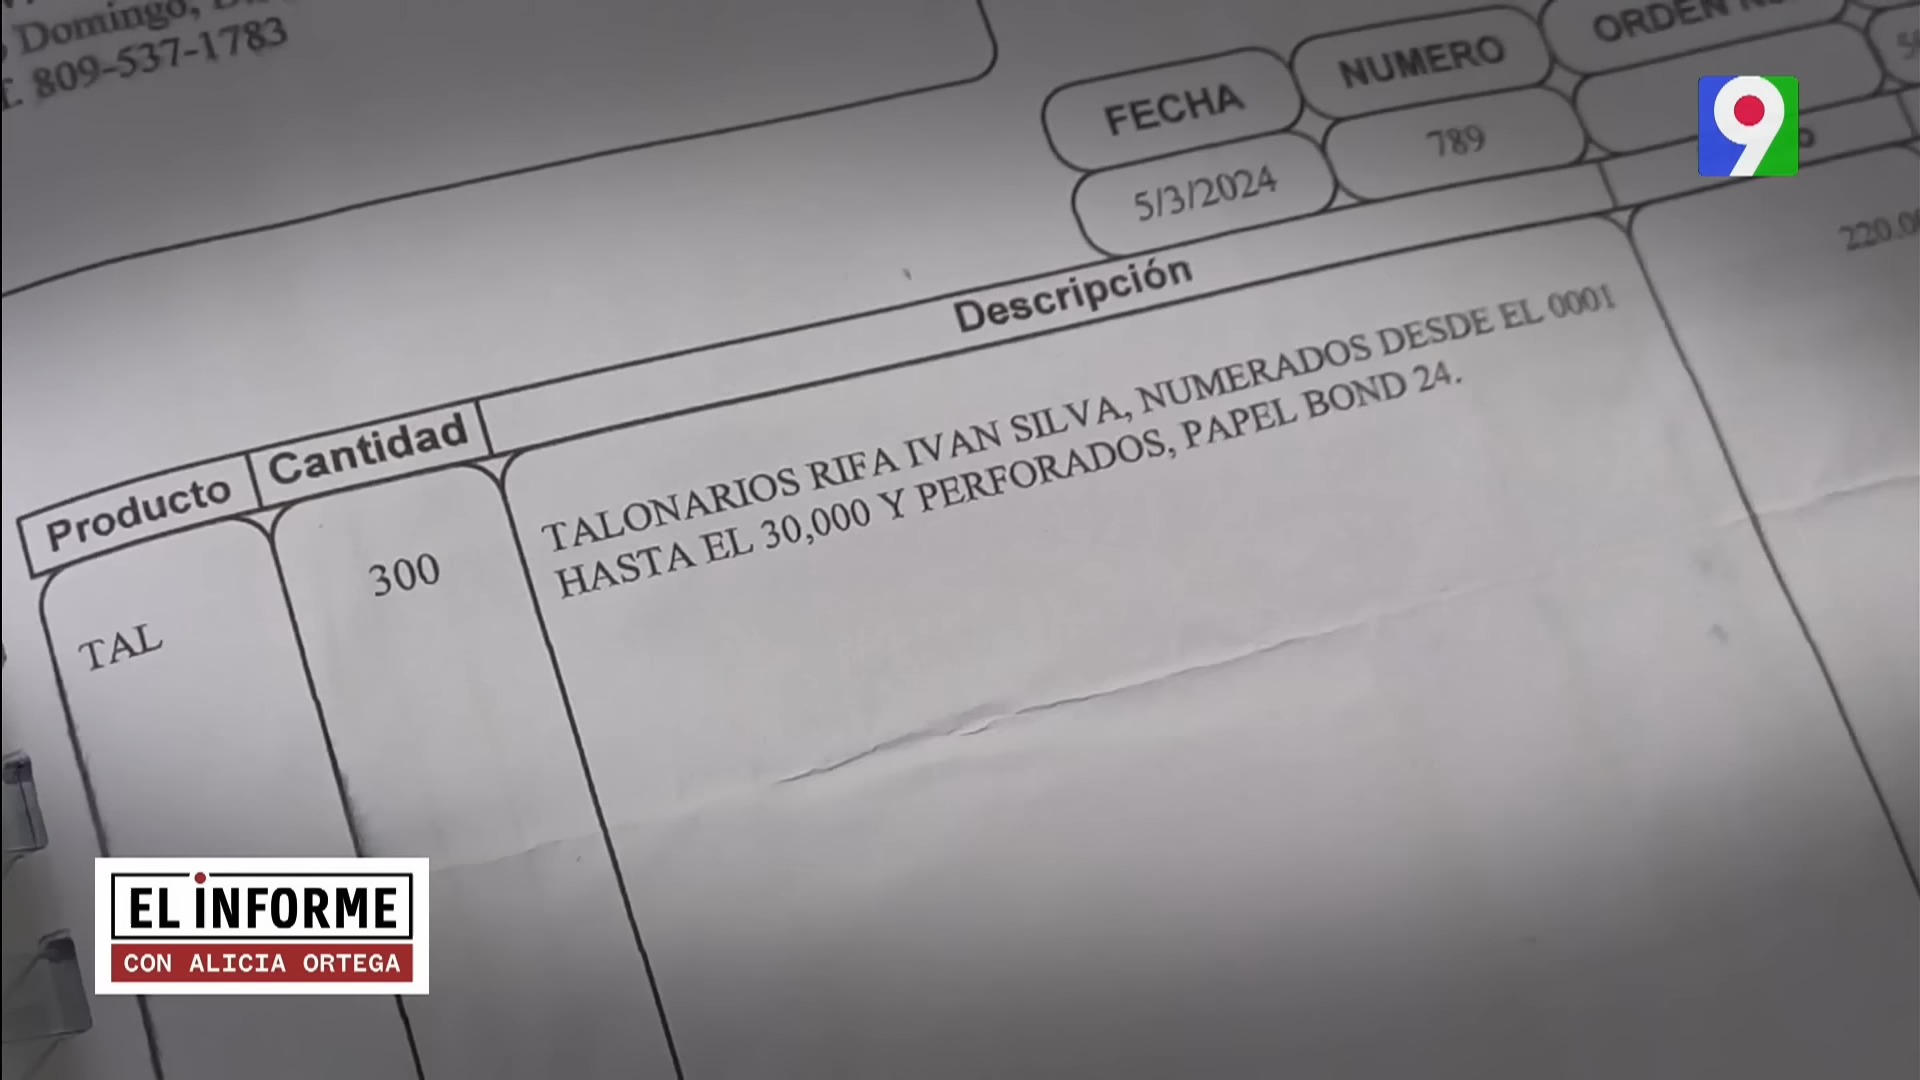 Domingo,
809-537-1783
FECHA
NUMERO
ORDEN
5/3/2024
789
9
Producto
Cantidad
Descripción
TAL
300
TALONARIOS RIFA IVAN SILVA, NUMERADOS DESDE EL 0001
HASTA EL 30,000 Y PERFORADOS, PAPEL BOND 24.
220.0
EL INFORME
CON ALICIA ORTEGA